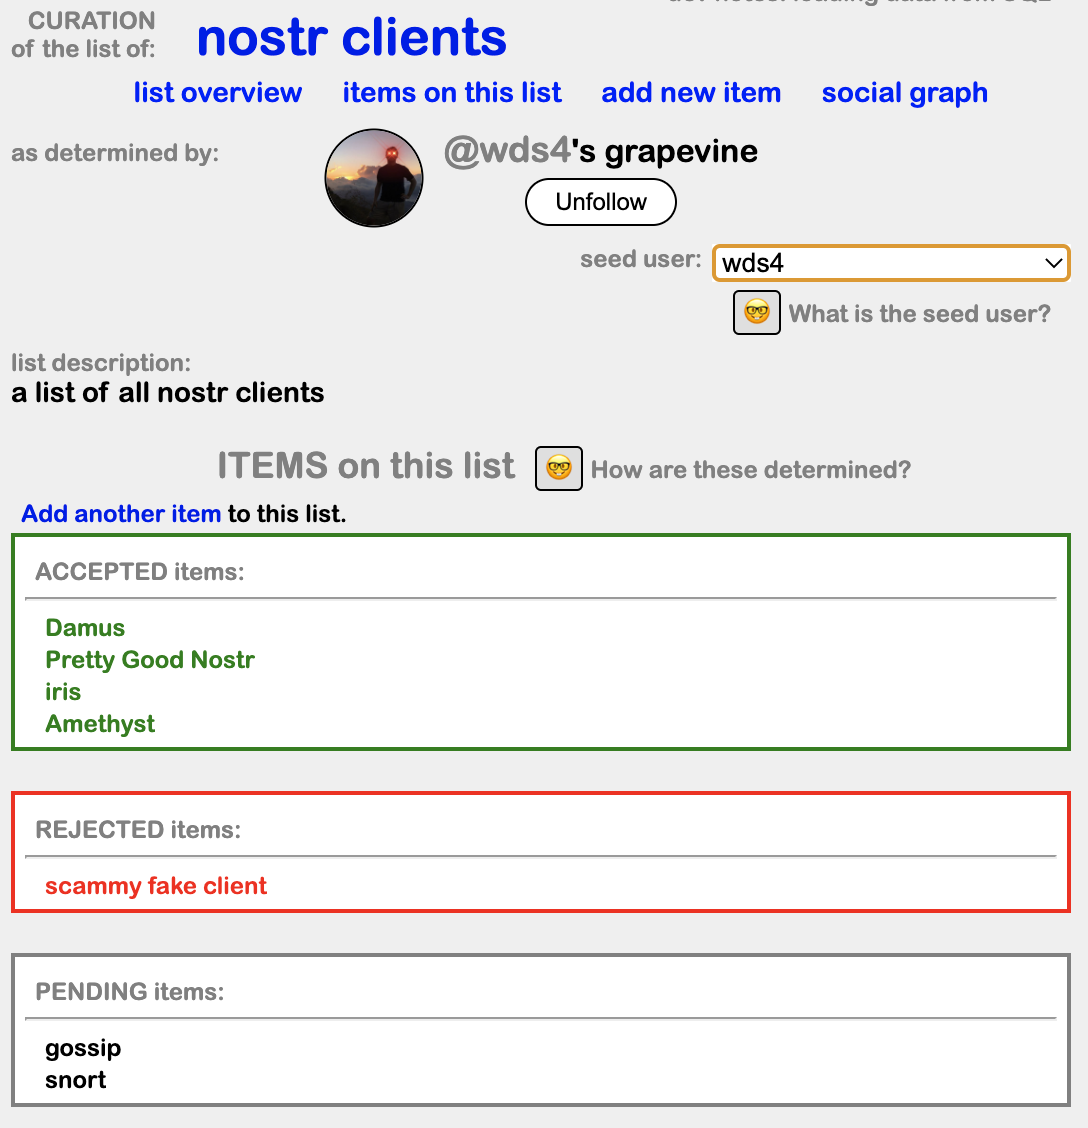 CURATION
of the list of:
nostr clients
list overview items on this list add new item social graph
as determined by:
@wds4's grapevine
Unfollow
seed user: wds4
What is the seed user?
list description:
a list of all nostr clients
ITEMS on this list How are these determined?
Add another item to this list.
ACCEPTED items:
Damus
Pretty Good Nostr
iris
Amethyst
REJECTED items:
scammy fake client
PENDING items:
gossip
snort